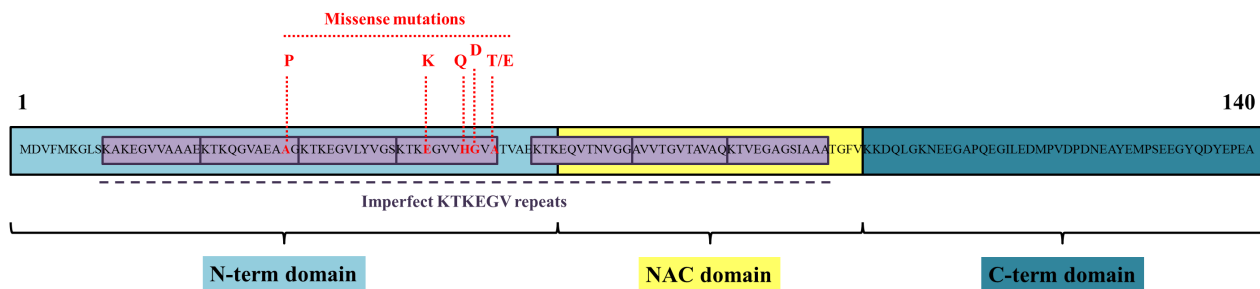 Missense mutations
P K Q D T/E
1 140
MDVFMKGLSKAKEGVVAAAEKTKQGVAEAAGKTKEGVLYVGSKTKEGVVHGVATVAEKTKEQVTNVGGAVVTGVTAVAQKTVEGAGSIAAATGFVKKDQLGKNEEGAPQEGILEDMPVDPDNEAYEMPSEEGYQDYEPEA
Imperfect KTKEGV repeats
N-term domain NAC domain C-term domain